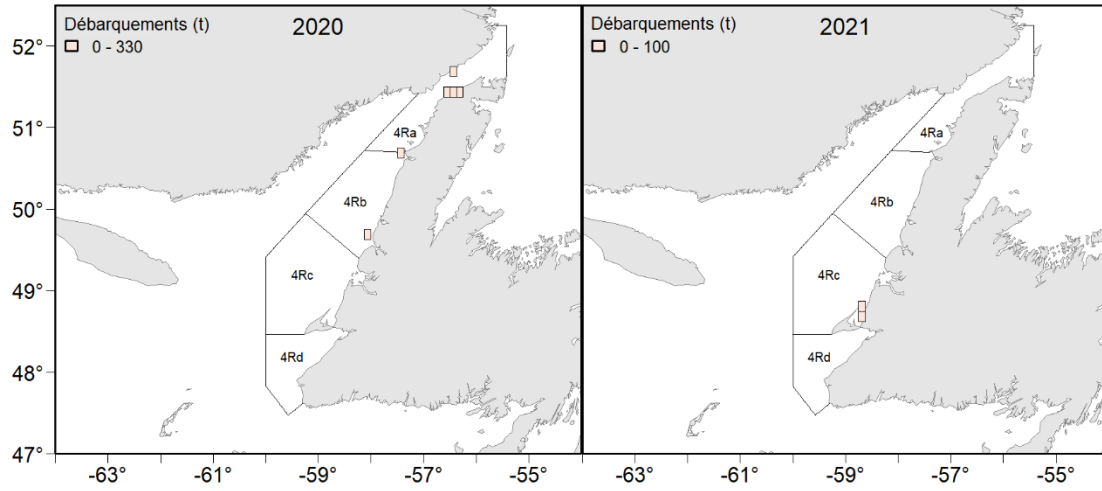 Débarquements (t) 2020
0 - 330
52°
51°
50°
49°
48°
47°
4Ra
4Rb
4Rc
4Rd
-63° -61° -59° -57° -55°
Débarquements (t) 2021
0 - 100
4Ra
4Rb
4Rc
4Rd
-63° -61° -59° -57° -55°